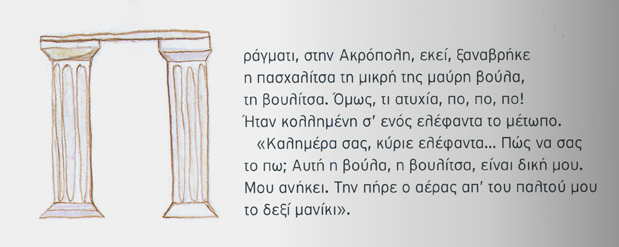 ράγματι, στην Ακρόπολη, εκεί, ξαναβρήκε
η πασχαλίτσα τη μικρή της μαύρη βούλα,
τη βουλίτσα. Όμως, τι ατυχία, πο, πο, πο!
Ήταν κολλημένη σ’ ενός ελέφαντα το μέτωπο.
«Καλημέρα σας, κύριε ελέφαντα... Πώς να σας
το πω; Αυτή η βούλα, η βουλίτσα, είναι δική μου.
Μου ανήκει. Την πήρε ο αέρας απ’ του παλτού μου
το δεξί μανίκι».